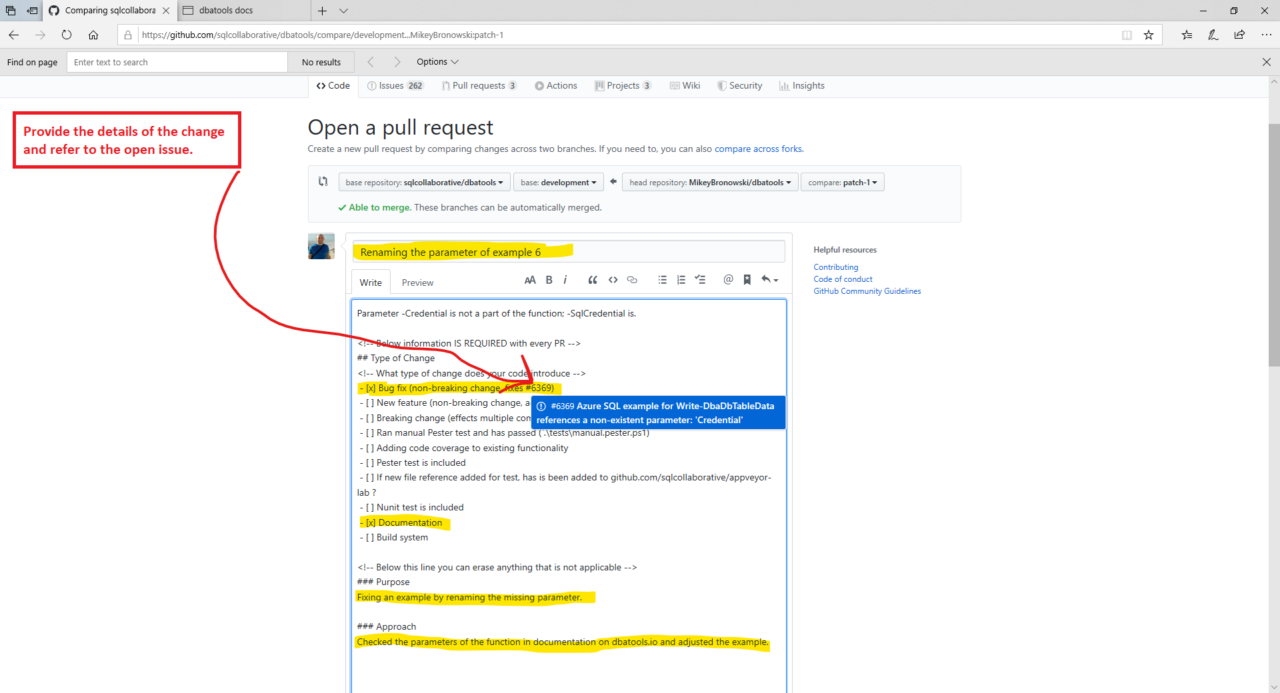 Comparing sqlcollabora
dbatools docs
https://github.com/sqlcollaborative/dbatools/compare/development...MikeyBronowski:patch-1
Find on page
Enter text to search
No results
Options
Code
Issues 262
Pull requests 3
Actions
Projects 3
Wiki
Security
Insights
Provide the details of the change
and refer to the open issue.
Open a pull request
Create a new pull request by comparing changes across two branches. If you need to, you can also compare across forks.
base repository: sqlcollaborative/dbatools
base: development
head repository: MikeyBronowski/dbatools
compare: patch-1
Able to merge. These branches can be automatically merged.
Renaming the parameter of example 6
Helpful resources
Contributing
Code of conduct
GitHub Community Guidelines
Write
Preview
AA B i
Parameter -Credential is not a part of the function; -SqlCredential is.
<!-- Below information IS REQUIRED with every PR -->
## Type of Change
<!-- What type of change does your code introduce -->
- [x] Bug fix (non-breaking change, fixes #6369)
- [ ] New feature (non-breaking change, a
#6369 Azure SQL example for Write-DbaDbTableData
references a non-existent parameter: 'Credential'
- [ ] Breaking change (effects multiple con
- [ ] Ran manual Pester test and has passed (`.\tests\manual.pester.ps1)
- [ ] Adding code coverage to existing functionality
- [ ] Pester test is included
- [ ] If new file reference added for test, has is been added to github.com/sqlcollaborative/appveyor-
lab ?
- [ ] Nunit test is included
- [x] Documentation
- [ ] Build system
<!-- Below this line you can erase anything that is not applicable -->
### Purpose
Fixing an example by renaming the missing parameter.
### Approach
Checked the parameters of the function in documentation on dbatools.io and adjusted the example.